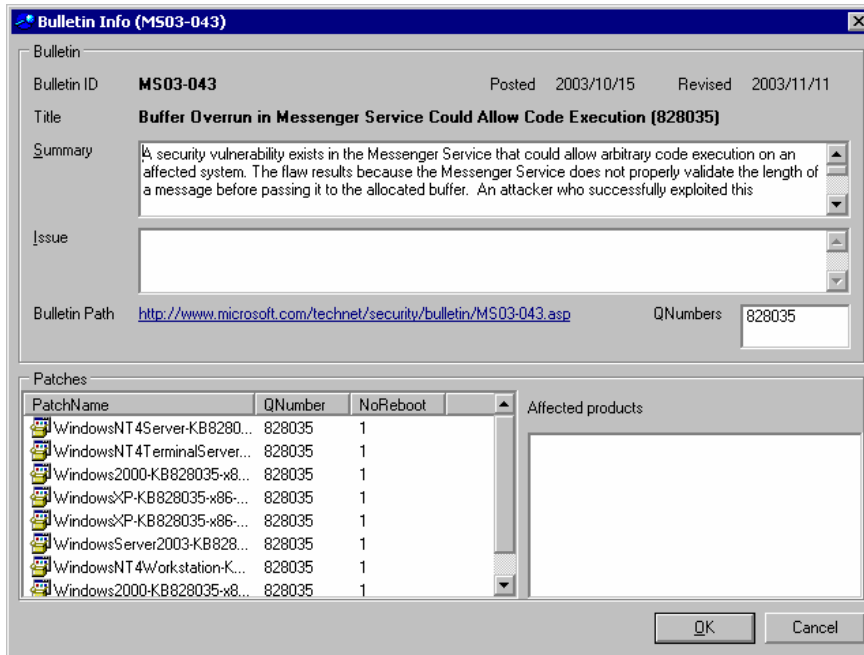 Bulletin Info (MS03-043)
Bulletin
Bulletin ID MS03-043 Posted 2003/10/15 Revised 2003/11/11
Title Buffer Overrun in Messenger Service Could Allow Code Execution (828035)
Summary A security vulnerability exists in the Messenger Service that could allow arbitrary code execution on an
affected system. The flaw results because the Messenger Service does not properly validate the length of
a message before passing it to the allocated buffer. An attacker who successfully exploited this
Issue
Bulletin Path http://www.microsoft.com/technet/security/bulletin/MS03-043.asp QNumbers 828035
Patches
PatchName QNumber NoReboot Affected products
WindowsNT4Server-KB8280... 828035 1
WindowsNT4TerminalServer... 828035 1
Windows2000-KB828035-x8... 828035 1
WindowsXP-KB828035-x86-... 828035 1
WindowsXP-KB828035-x86-... 828035 1
WindowsServer2003-KB828... 828035 1
WindowsNT4Workstation-K... 828035 1
Windows2000-KB828035-x8... 828035 1
OK Cancel